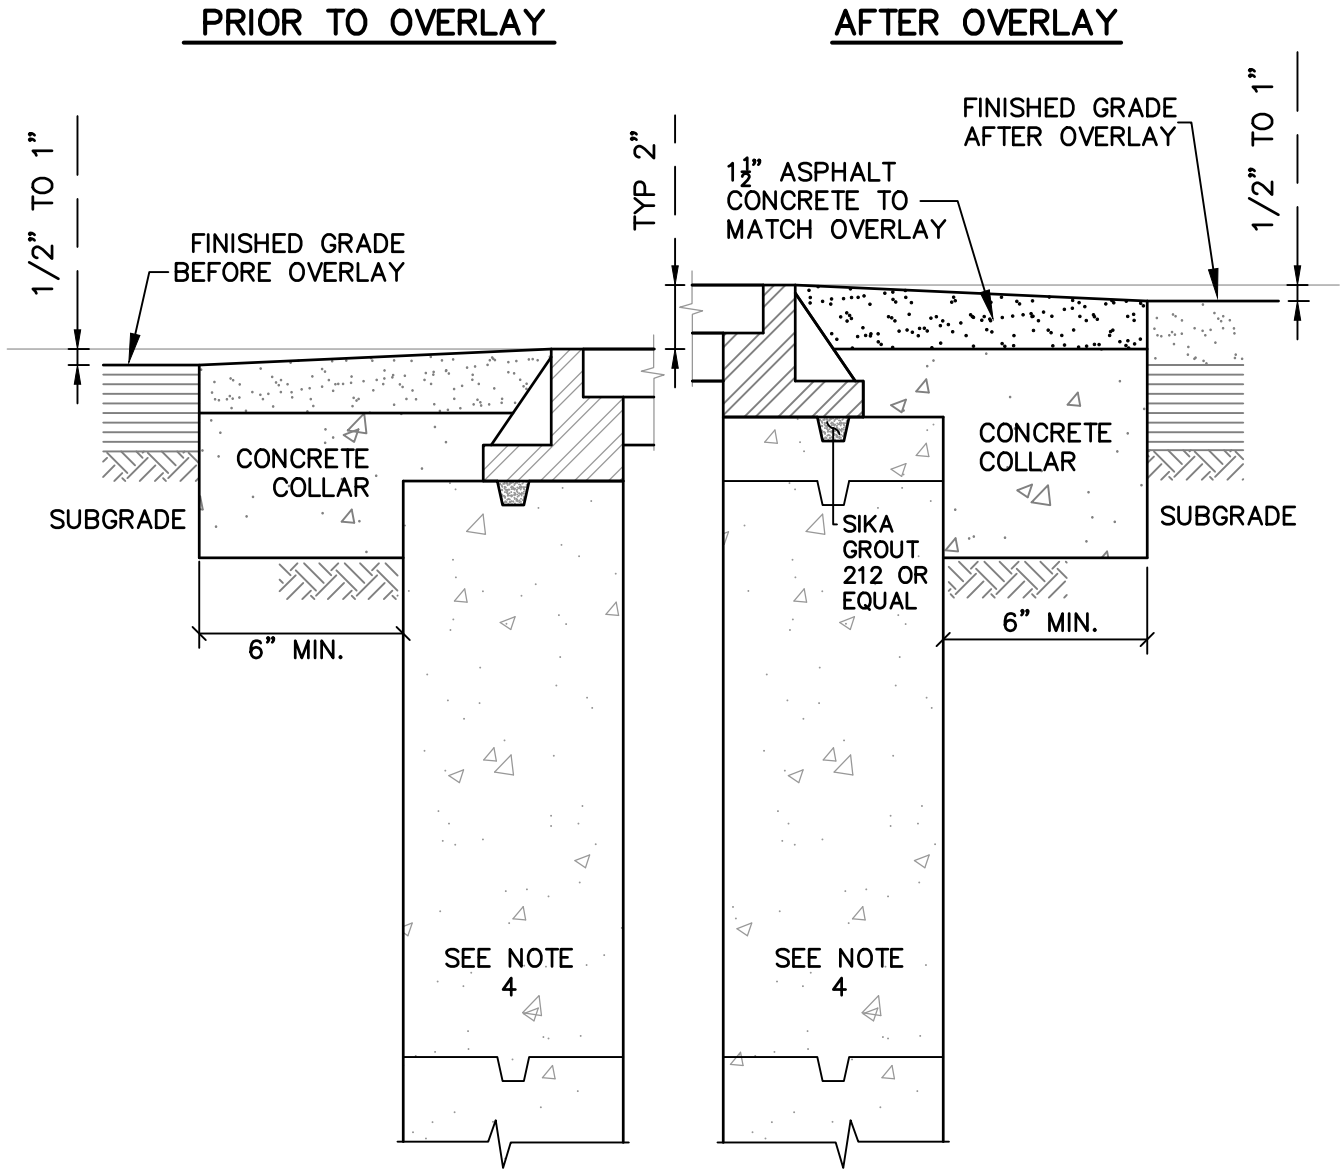 PRIOR TO OVERLAY
1/2" TO 1"
FINISHED GRADE
BEFORE OVERLAY
CONCRETE
COLLAR
SUBGRADE
6" MIN.
SEE NOTE
4
AFTER OVERLAY
TYP 2"
1 1/2" ASPHALT
CONCRETE TO
MATCH OVERLAY
FINISHED GRADE
AFTER OVERLAY
1/2" TO 1"
CONCRETE
COLLAR
SUBGRADE
SIKA
GROUT
212 OR
EQUAL
6" MIN.
SEE NOTE
4